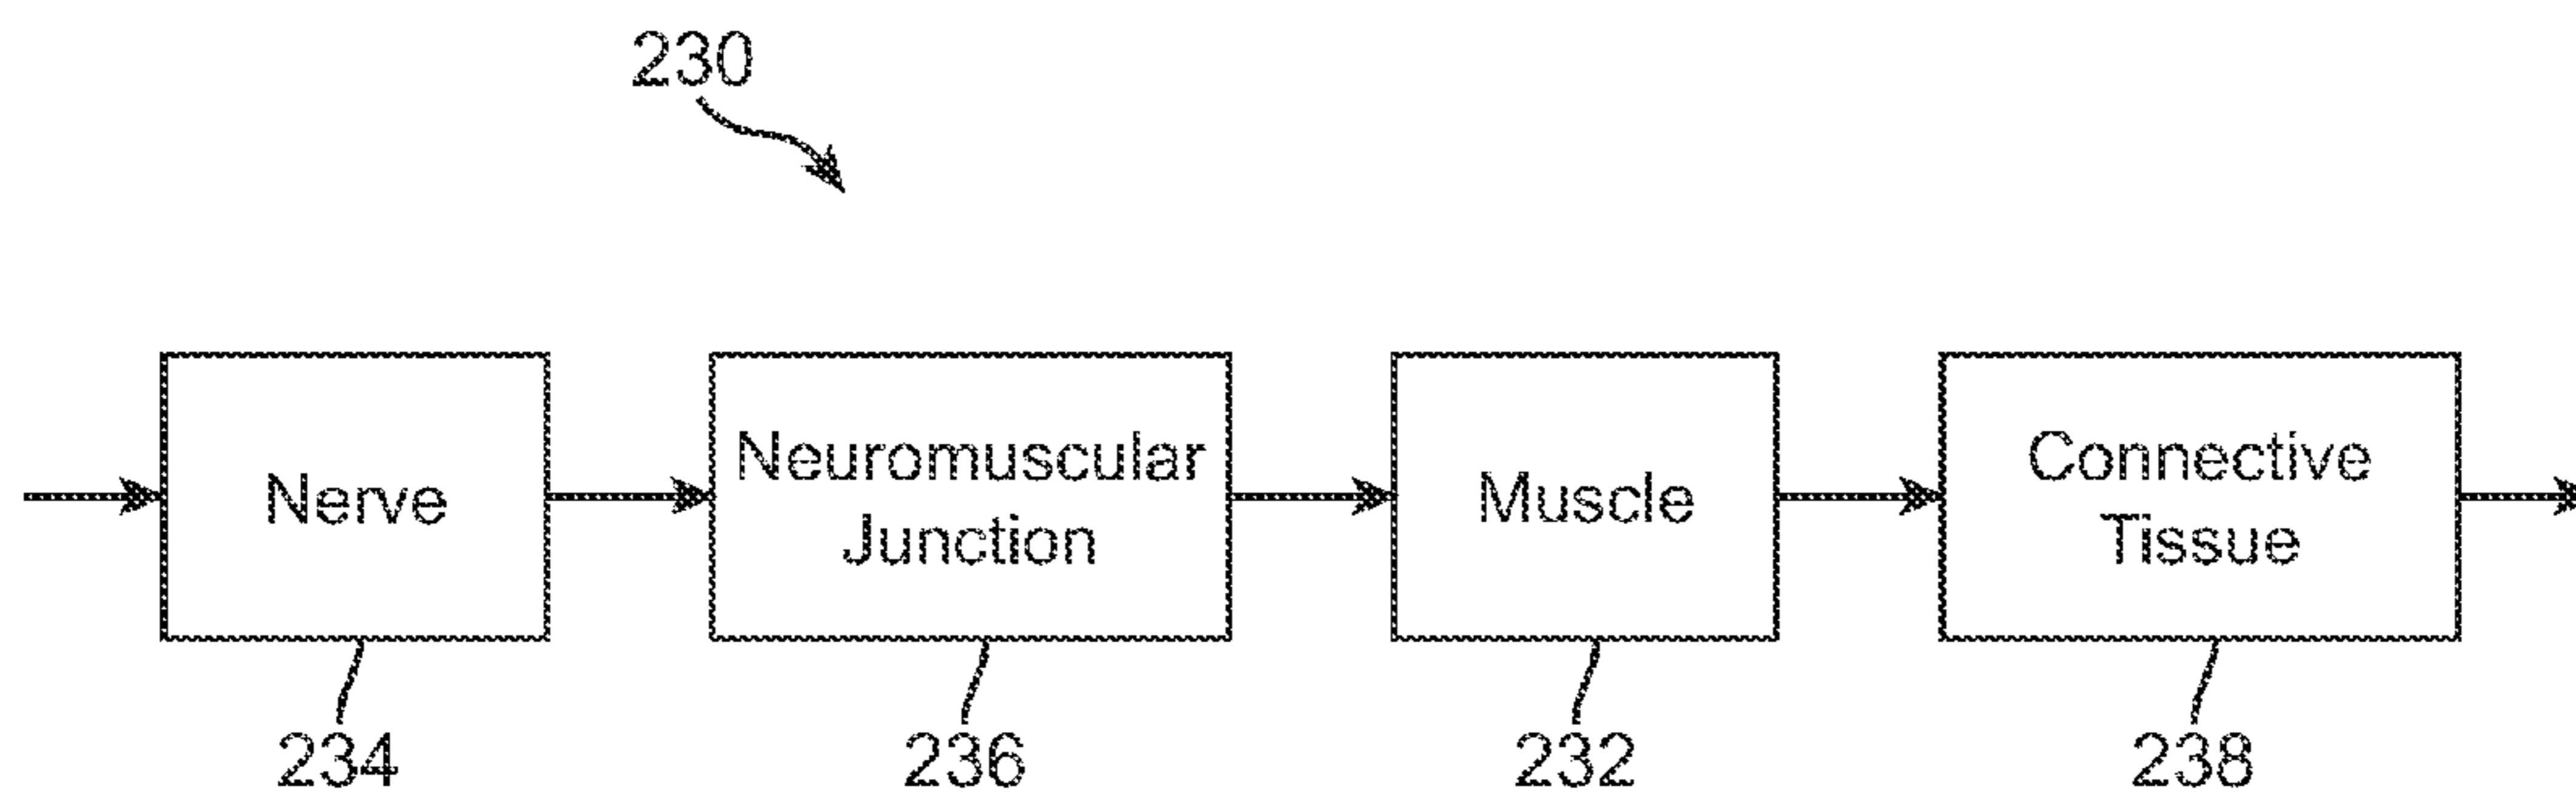 230
Nerve
Neuromuscular
Junction
Muscle
Connective
Tissue
234
236
232
238